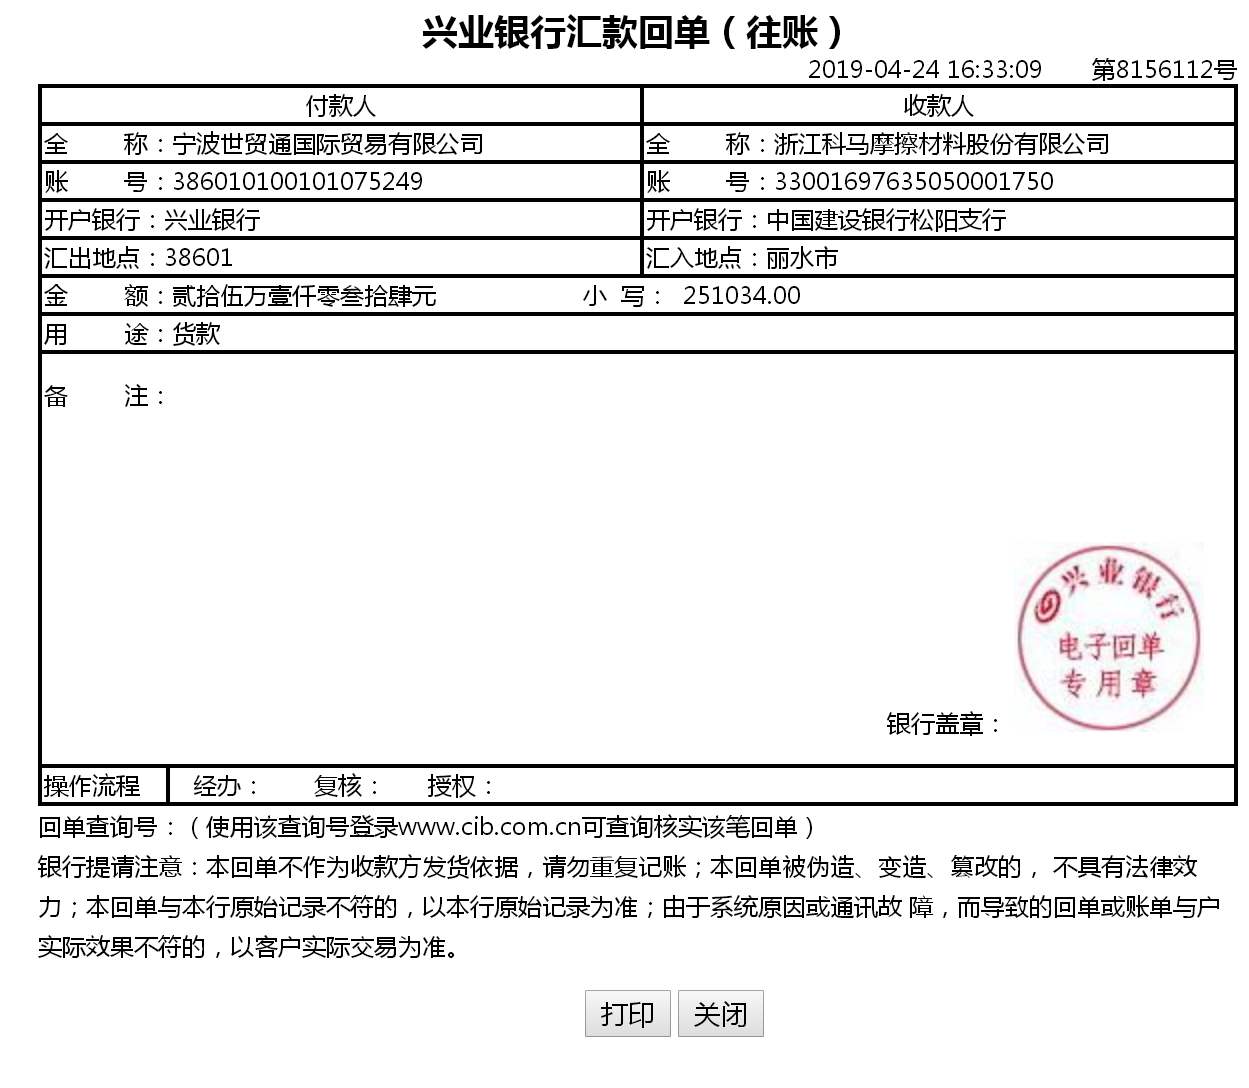 兴业银行汇款回单（往账）
2019-04-24 16:33:09 第8156112号
付款人 收款人
全 称：宁波世贸通国际贸易有限公司 全 称：浙江科马摩擦材料股份有限公司
账 号：386010100101075249 账 号：33001697635050001750
开户银行：兴业银行 开户银行：中国建设银行松阳支行
汇出地点：38601 汇入地点：丽水市
金 额：贰拾伍万壹仟零叁拾肆元 小 写： 251034.00
用 途：货款
备 注：
兴业银行
电子回单
专用章
银行盖章：
操作流程 经办： 复核： 授权：
回单查询号：（使用该查询号登录www.cib.com.cn可查询核实该笔回单）
银行提请注意：本回单不作为收款方发货依据，请勿重复记账；本回单被伪造、变造、篡改的， 不具有法律效
力；本回单与本行原始记录不符的，以本行原始记录为准；由于系统原因或通讯故 障，而导致的回单或账单与户
实际效果不符的，以客户实际交易为准。
打印 关闭